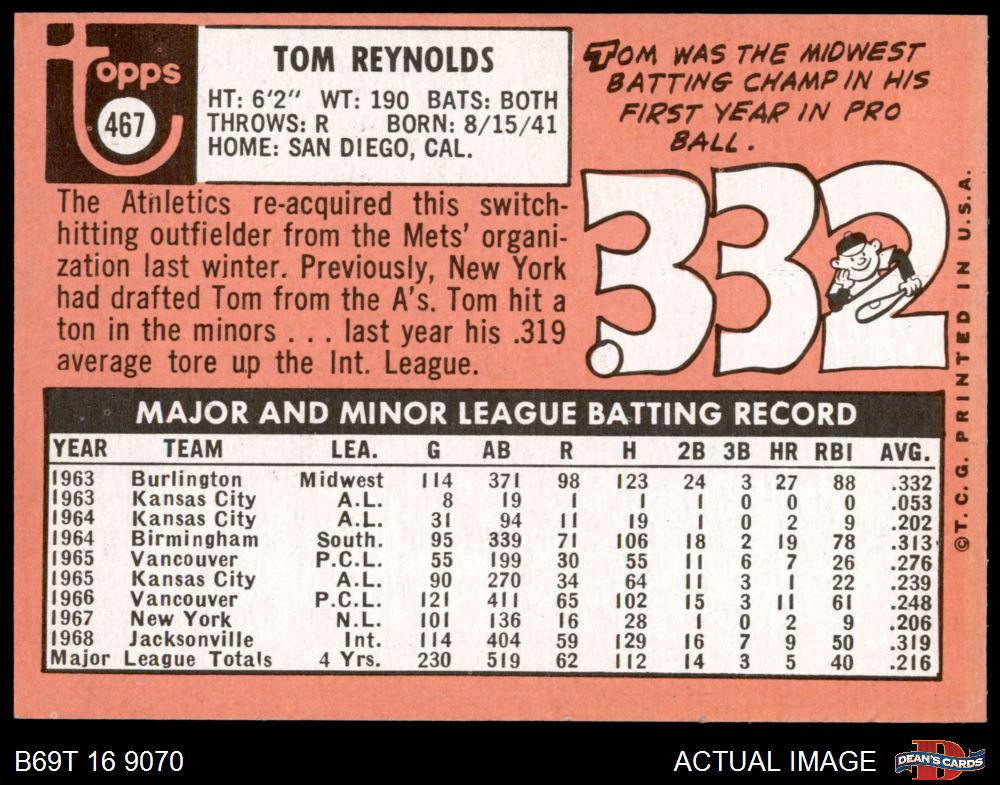 topps
467
TOM REYNOLDS
HT: 6'2" WT: 190 BATS: BOTH
THROWS: R BORN: 8/15/41
HOME: SAN DIEGO, CAL.
The Athletics re-acquired this switch-
hitting outfielder from the Mets' organi-
zation last winter. Previously, New York
had drafted Tom from the A's. Tom hit a
ton in the minors . . . last year his .319
average tore up the Int. League.
TOM WAS THE MIDWEST
BATTING CHAMP IN HIS
FIRST YEAR IN PRO
BALL.
.332
©T.C.G. PRINTED IN U.S.A.
MAJOR AND MINOR LEAGUE BATTING RECORD
YEAR TEAM LEA. G AB R H 2B 3B HR RBI AVG.
1963 Burlington Midwest 114 371 98 123 24 3 27 88 .332
1963 Kansas City A.L. 8 19 1 1 1 0 0 0 .053
1964 Kansas City A.L. 31 94 11 19 1 0 2 9 .202
1964 Birmingham South. 95 339 71 106 18 2 19 78 .313
1965 Vancouver P.C.L. 55 199 30 55 11 6 7 26 .276
1965 Kansas City A.L. 90 270 34 64 11 3 1 22 .239
1966 Vancouver P.C.L. 121 411 65 102 15 3 11 61 .248
1967 New York N.L. 101 136 16 28 1 0 2 9 .206
1968 Jacksonville Int. 114 404 59 129 16 7 9 50 .319
Major League Totals 4 Yrs. 230 519 62 112 14 3 5 40 .216
B69T 16 9070
ACTUAL IMAGE
DEAN'S CARDS